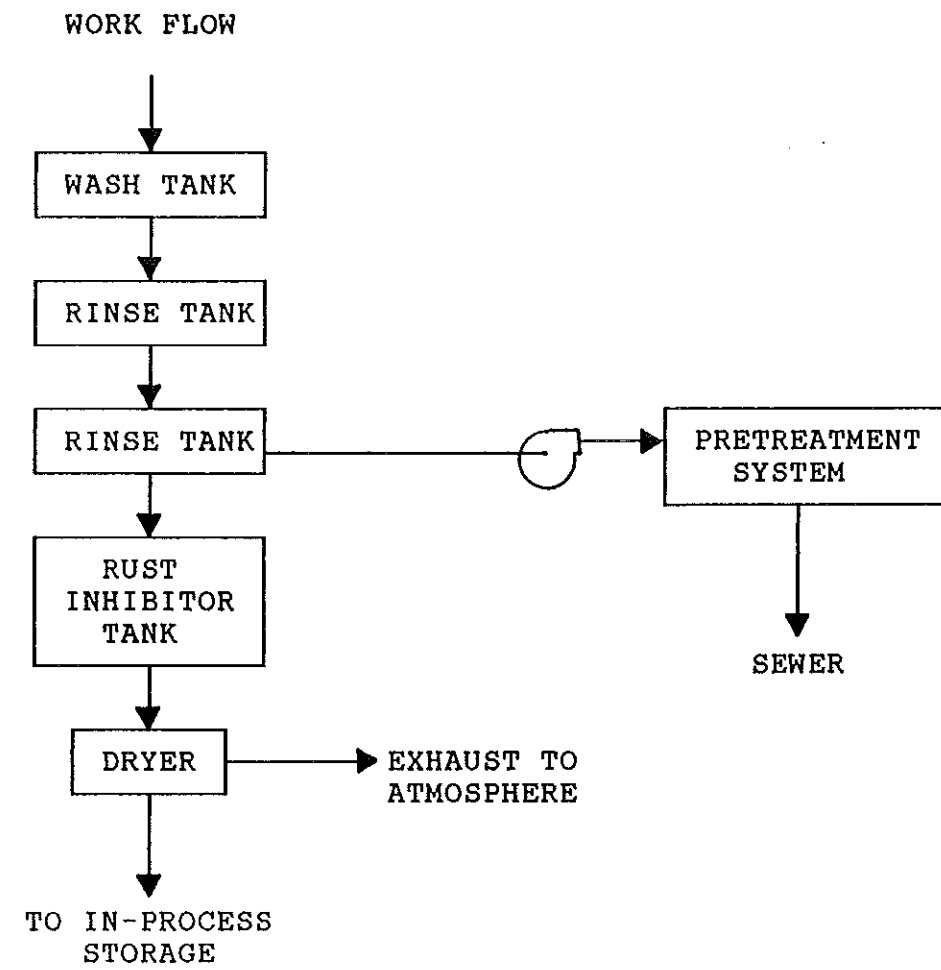 WORK FLOW
WASH TANK
RINSE TANK
RINSE TANK
PRETREATMENT
SYSTEM
RUST
INHIBITOR
TANK
SEWER
DRYER
EXHAUST TO
ATMOSPHERE
TO IN-PROCESS
STORAGE